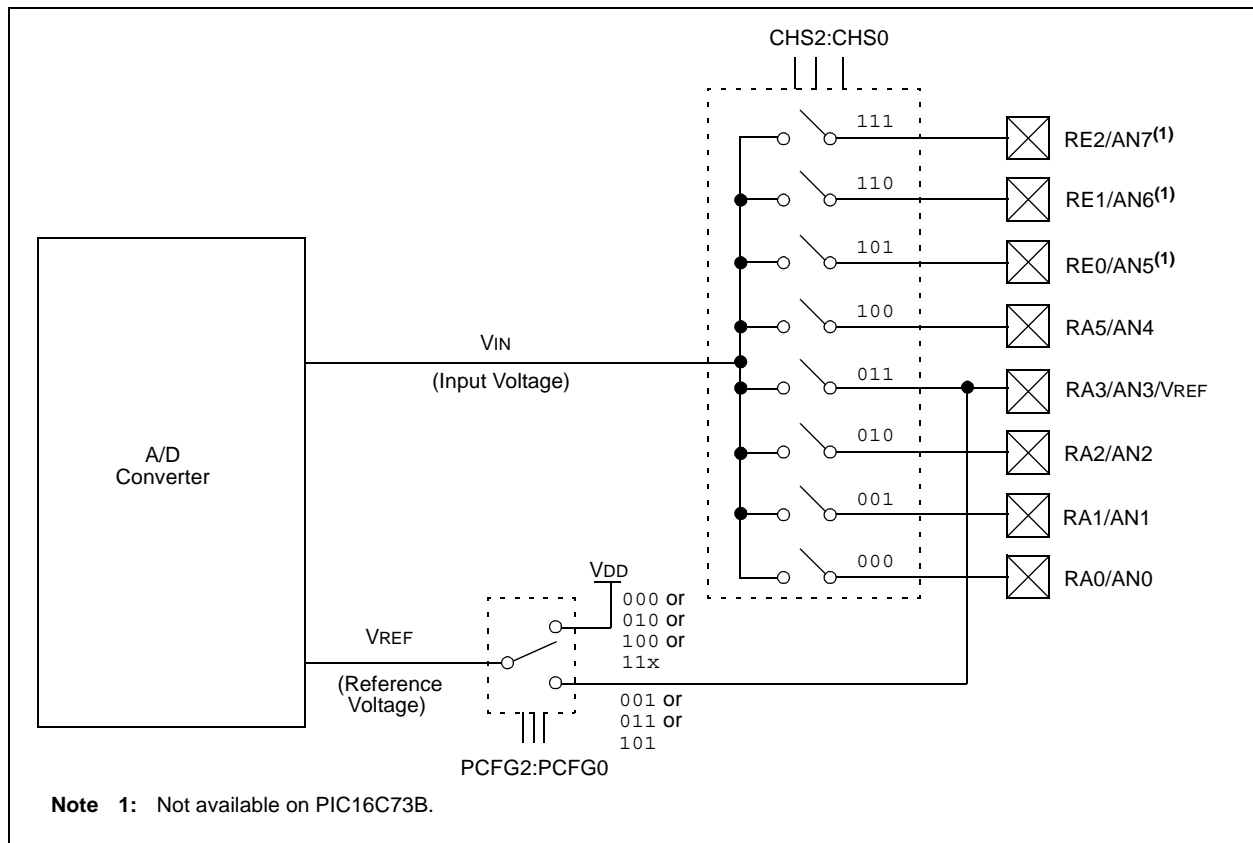 CHS2:CHS0
111
RE2/AN7(1)
110
RE1/AN6(1)
101
RE0/AN5(1)
100
RA5/AN4
VIN
(Input Voltage)
011
RA3/AN3/VREF
A/D
Converter
010
RA2/AN2
001
RA1/AN1
000
RA0/AN0
VDD
000 or
010 or
100 or
11x
VREF
(Reference
Voltage)
001 or
011 or
101
PCFG2:PCFG0
Note 1: Not available on PIC16C73B.